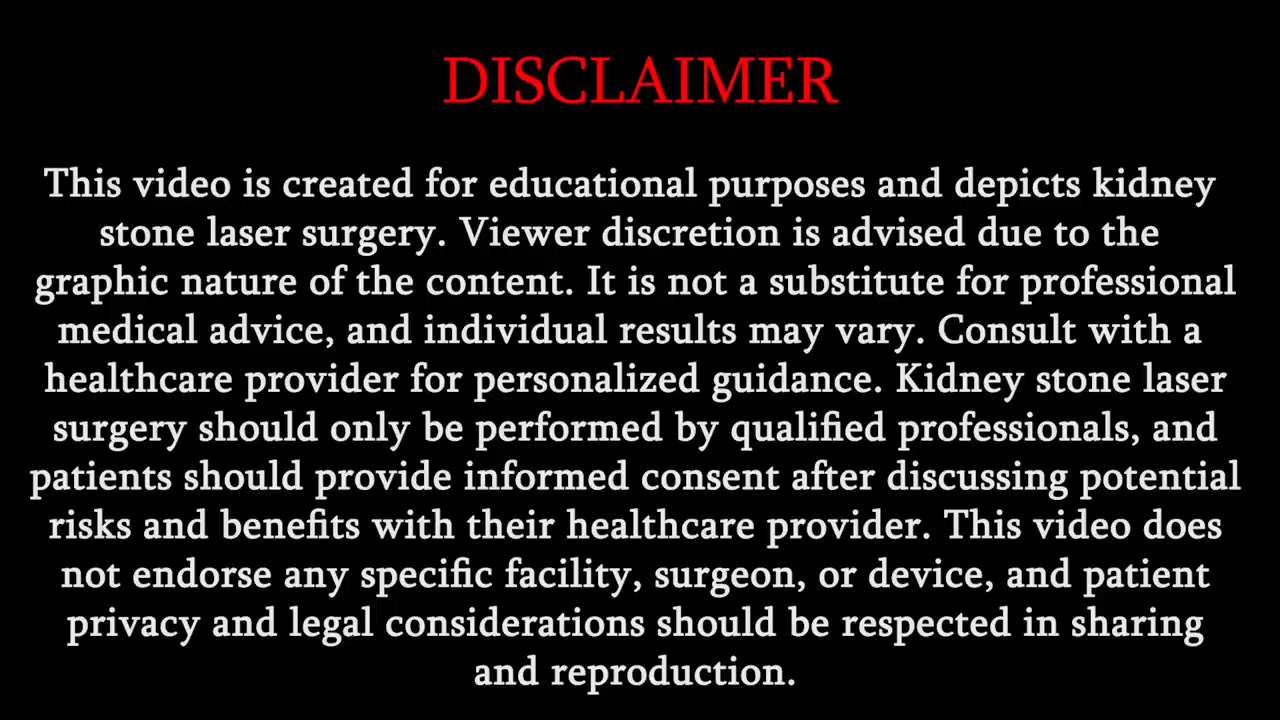 DISCLAIMER
This video is created for educational purposes and depicts kidney
stone laser surgery. Viewer discretion is advised due to the
graphic nature of the content. It is not a substitute for professional
medical advice, and individual results may vary. Consult with a
healthcare provider for personalized guidance. Kidney stone laser
surgery should only be performed by qualified professionals, and
patients should provide informed consent after discussing potential
risks and benefits with their healthcare provider. This video does
not endorse any specific facility, surgeon, or device, and patient
privacy and legal considerations should be respected in sharing
and reproduction.